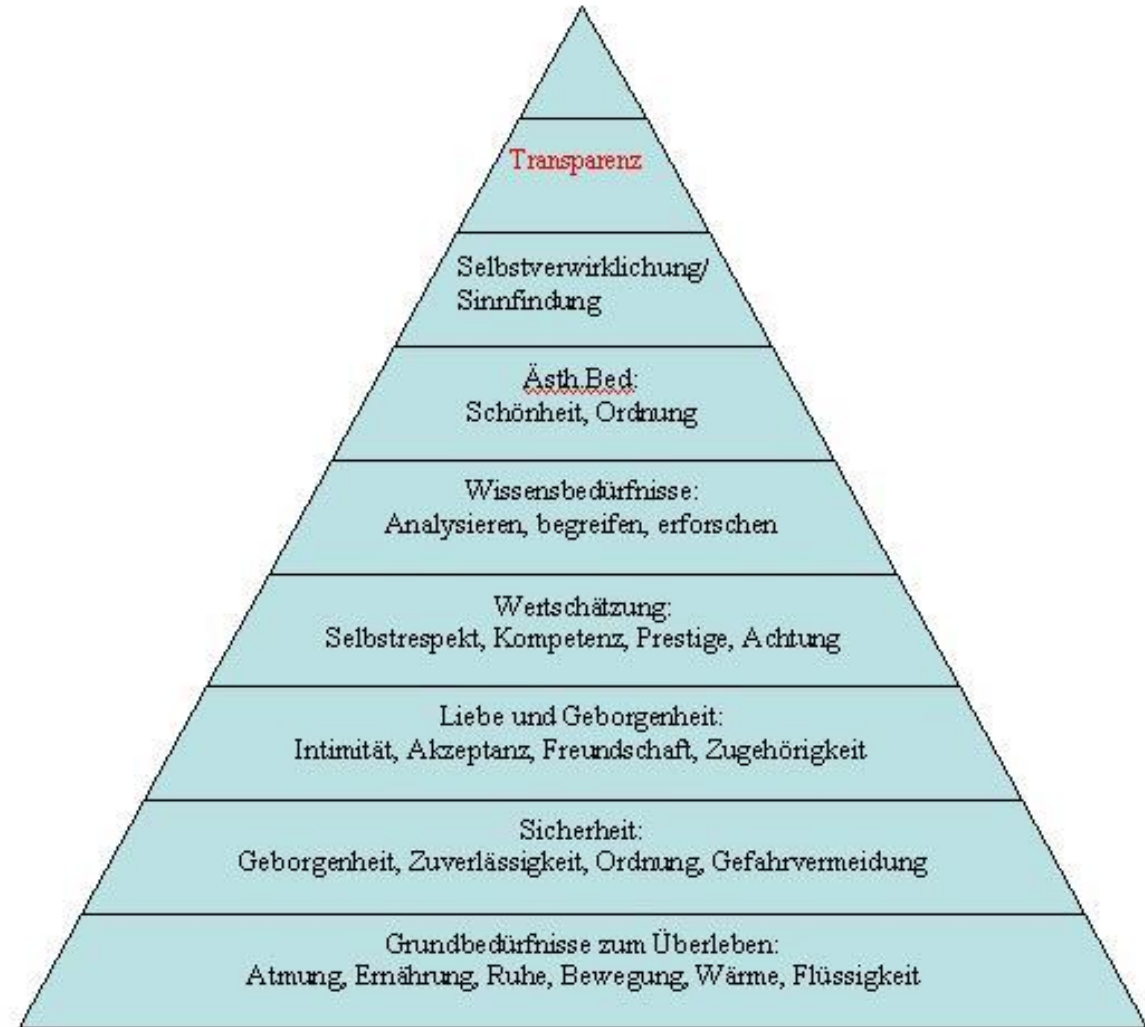 Transparenz
Selbstverwirklichung/
Sinnfindung
Ästh.Bed:
Schönheit, Ordnung
Wissensbedürfnisse:
Analysieren, begreifen, erforschen
Wertschätzung:
Selbstrespekt, Kompetenz, Prestige, Achtung
Liebe und Geborgenheit:
Intimität, Akzeptanz, Freundschaft, Zugehörigkeit
Sicherheit:
Geborgenheit, Zuverlässigkeit, Ordnung, Gefahrvermeidung
Grundbedürfnisse zum Überleben:
Atmung, Ernährung, Ruhe, Bewegung, Wärme, Flüssigkeit